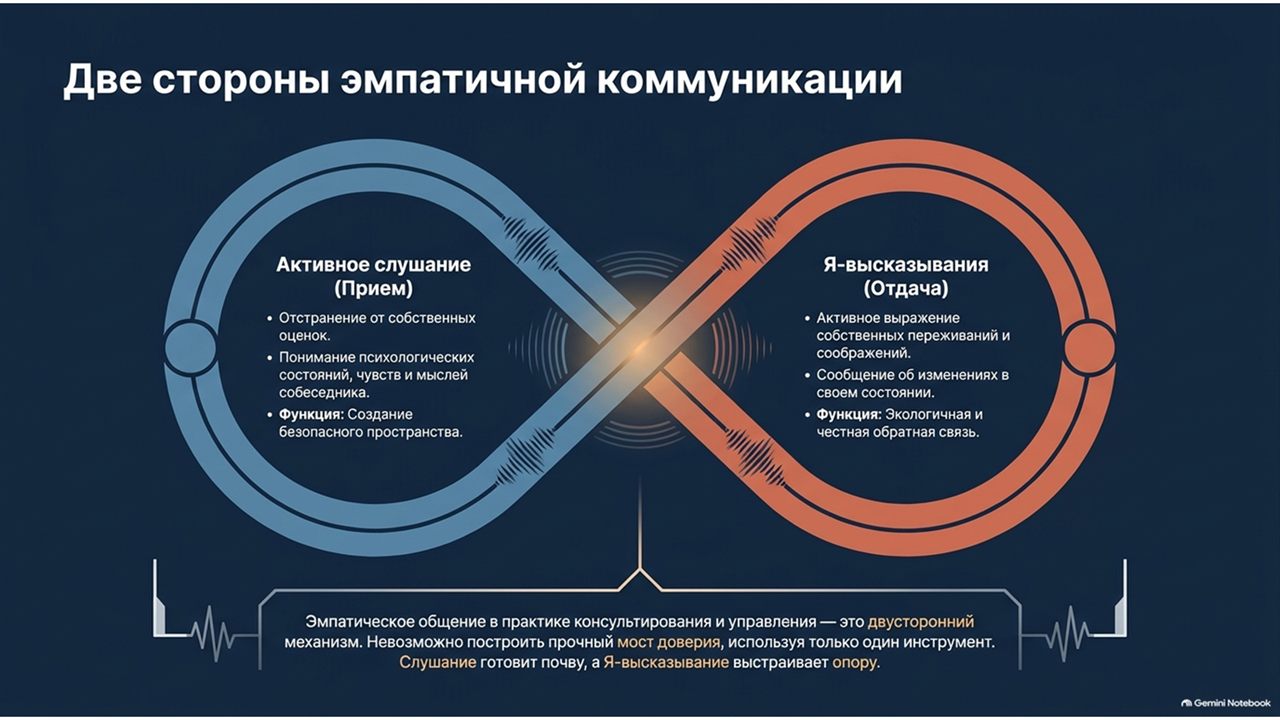 Две стороны эмпатичной коммуникации
Активное слушание
(Прием)
• Отстранение от собственных
оценок.
• Понимание психологических
состояний, чувств и мыслей
собеседника.
• Функция: Создание
безопасного пространства.
Я-высказывания
(Отдача)
• Активное выражение
собственных переживаний и
соображений.
• Сообщение об изменениях в
своем состоянии.
• Функция: Экологичная и
честная обратная связь.
Эмпатическое общение в практике консультирования и управления — это двусторонний
механизм. Невозможно построить прочный мост доверия, используя только один инструмент.
Слушание готовит почву, а Я-высказывание выстраивает опору.
Gemini Notebook